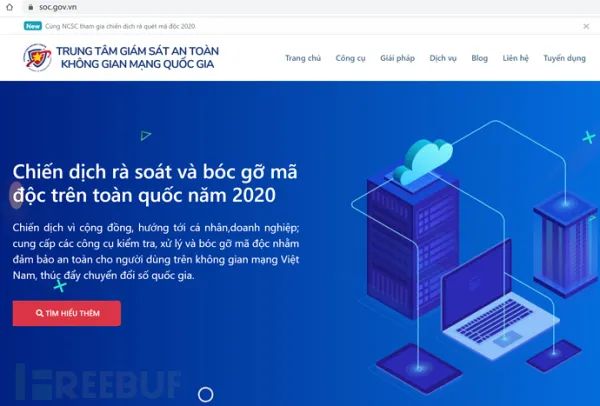 soc.gov.vn
New Cùng NCSC tham gia chiến dịch rà quét mã độc 2020
TRUNG TÂM GIÁM SÁT AN TOÀN
KHÔNG GIAN MẠNG QUỐC GIA
Trang chủ Công cụ Giải pháp Dịch vụ Blog Liên hệ Tuyển dụng
Chiến dịch rà soát và bóc gỡ mã
độc trên toàn quốc năm 2020
Chiến dịch vì cộng đồng, hướng tới cá nhân,doanh nghiệp;
cung cấp các công cụ kiểm tra, xử lý và bóc gỡ mã độc nhằm
đảm bảo an toàn cho người dùng trên không gian mạng Việt
Nam, thúc đẩy chuyển đổi số quốc gia.
TÌM HIỂU THÊM
FREEBUF